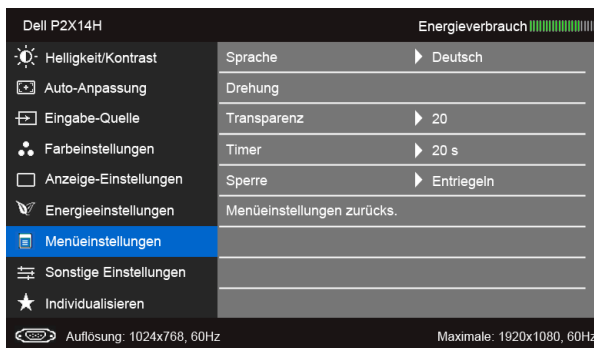 Dell P2X14H Energieverbrauch
Helligkeit/Kontrast Sprache Deutsch
Auto-Anpassung Drehung
Eingabe-Quelle Transparenz 20
Farbeinstellungen Timer 20 s
Anzeige-Einstellungen Sperre Entriegeln
Energieeinstellungen Menüeinstellungen zurücks.
Menüeinstellungen
Sonstige Einstellungen
Individualisieren
Auflösung: 1024x768, 60Hz Maximale: 1920x1080, 60Hz